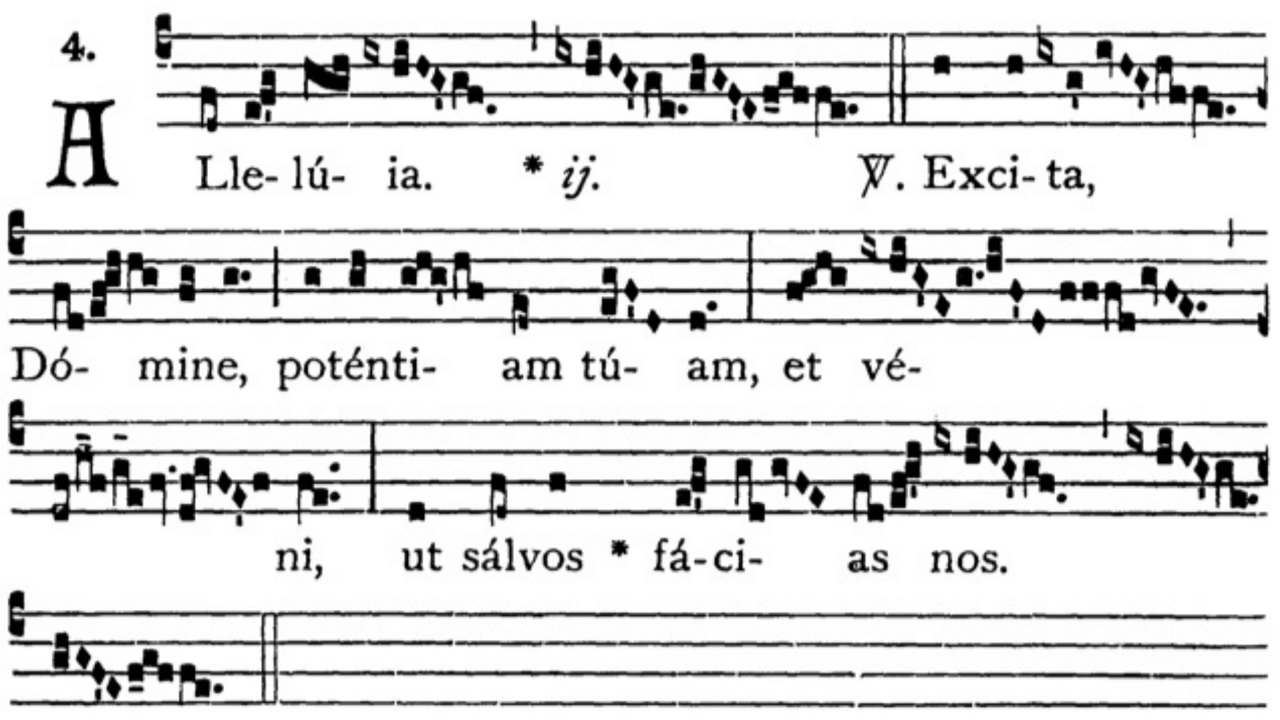 4.
ALle- lú- ia. * ij. ℣. Exci- ta,
Dó- mine, poténti- am tú- am, et vé-
ni, ut sálvos * fá-ci- as nos.